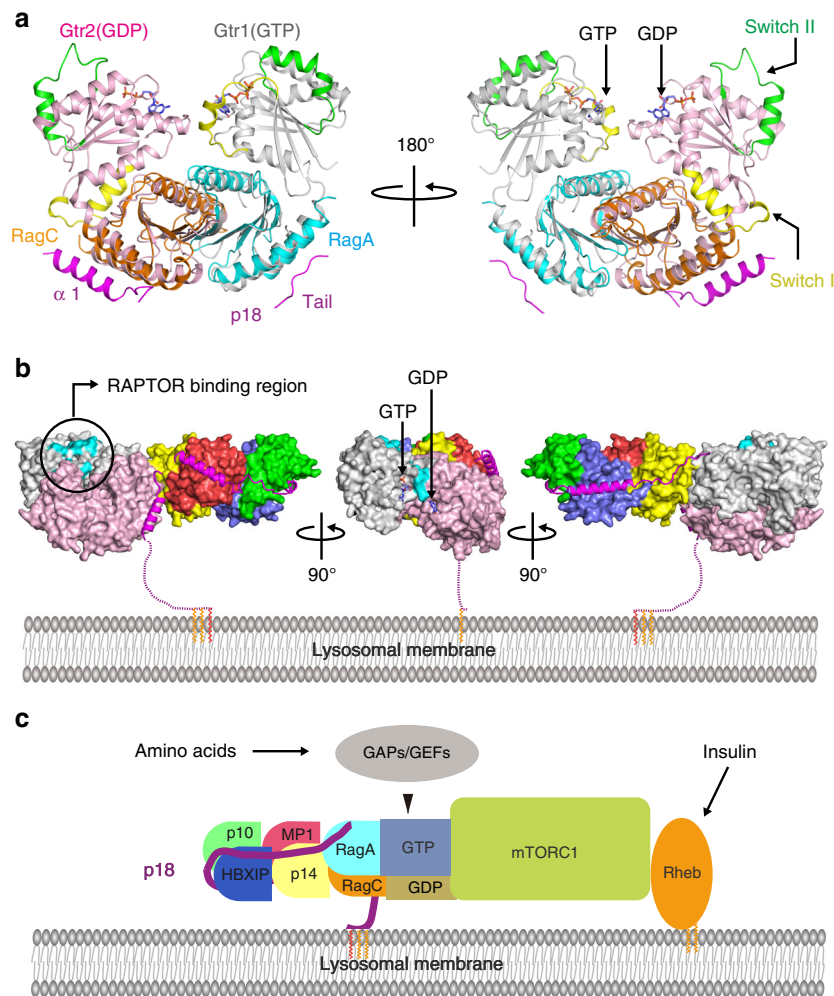 a
Gtr2(GDP)
Gtr1(GTP)
GTP
GDP
Switch II
180°
RagC
RagA
α 1
p18
Tail
Switch I
b
RAPTOR binding region
GDP
GTP
90°
90°
Lysosomal membrane
c
Amino acids
GAPs/GEFs
Insulin
p10
MP1
RagA
GTP
mTORC1
p18
HBXIP
p14
RagC
GDP
Rheb
Lysosomal membrane